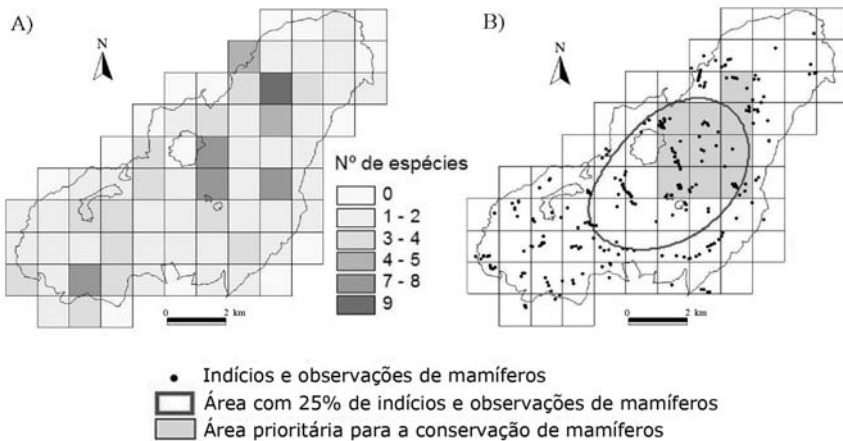 A)
N
Nº de espécies
0
1 - 2
3 - 4
4 - 5
7 - 8
9
0 2 km
B)
N
0 2 km
Indícios e observações de mamíferos
Área com 25% de indícios e observações de mamíferos
Área prioritária para a conservação de mamíferos